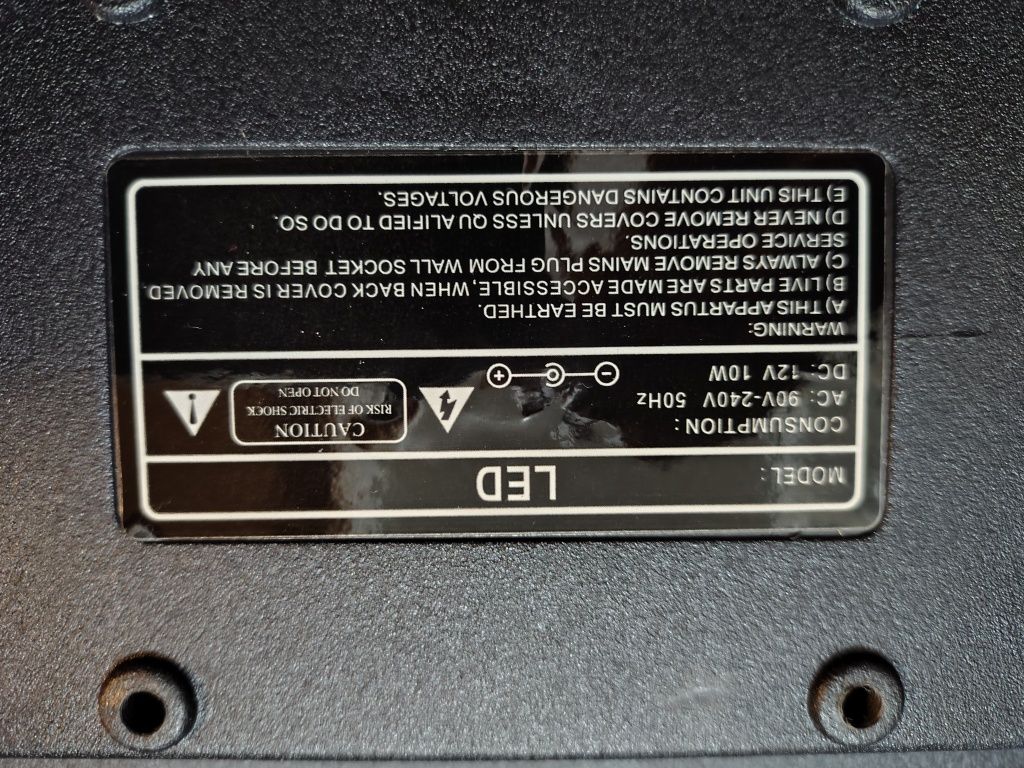 MODEL: LED
CONSUMPTION:
AC: 90V-240V 50Hz
DC: 12V 10W
CAUTION
RISK OF ELECTRIC SHOCK
DO NOT OPEN
WARNING:
A) THIS APPARTUS MUST BE EARTHED.
B) LIVE PARTS ARE MADE ACCESSIBLE, WHEN BACK COVER IS REMOVED.
C) ALWAYS REMOVE MAINS PLUG FROM WALL SOCKET BEFORE ANY
SERVICE OPERATIONS.
D) NEVER REMOVE COVERS UNLESS QUALIFIED TO DO SO.
E) THIS UNIT CONTAINS DANGEROUS VOLTAGES.